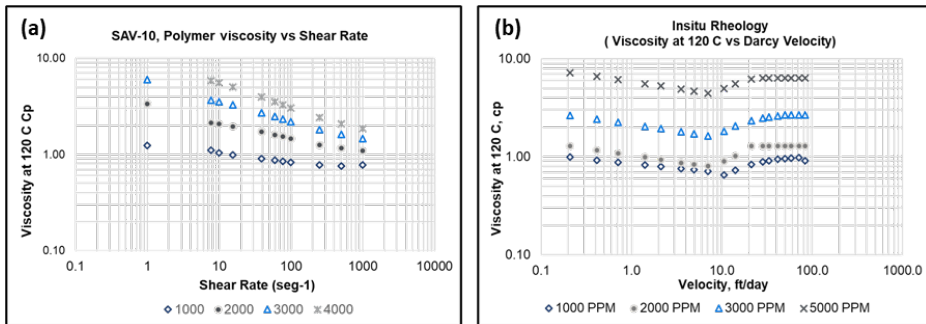 (a)
SAV-10, Polymer viscosity vs Shear Rate
Viscosity at 120 C Cp
10.00
1.00
0.10
0.1
1
10
100
1000
10000
Shear Rate (seg-1)
1000
2000
3000
4000
(b)
Insitu Rheology
( Viscosity at 120 C vs Darcy Velocity)
Viscosity at 120 C, cp
10.00
1.00
0.10
0.1
1.0
10.0
100.0
1000.0
Velocity, ft/day
1000 PPM
2000 PPM
3000 PPM
5000 PPM